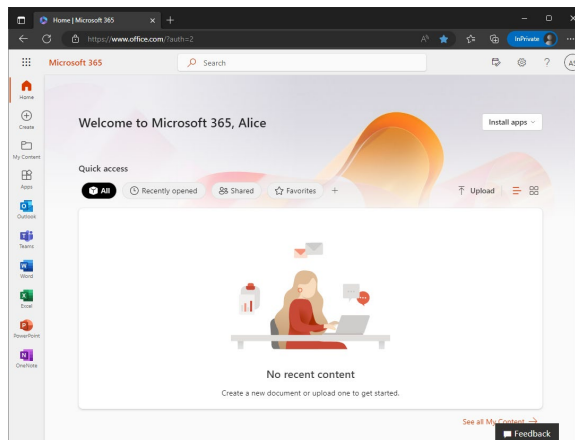 Home | Microsoft 365
https://www.office.com/?auth=2
InPrivate
Microsoft 365
Search
AS
Home
Create
My Content
Apps
Outlook
Teams
Word
Excel
PowerPoint
OneNote
Welcome to Microsoft 365, Alice
Install apps
Quick access
All
Recently opened
Shared
Favorites
Upload
No recent content
Create a new document or upload one to get started.
See all My Content
Feedback